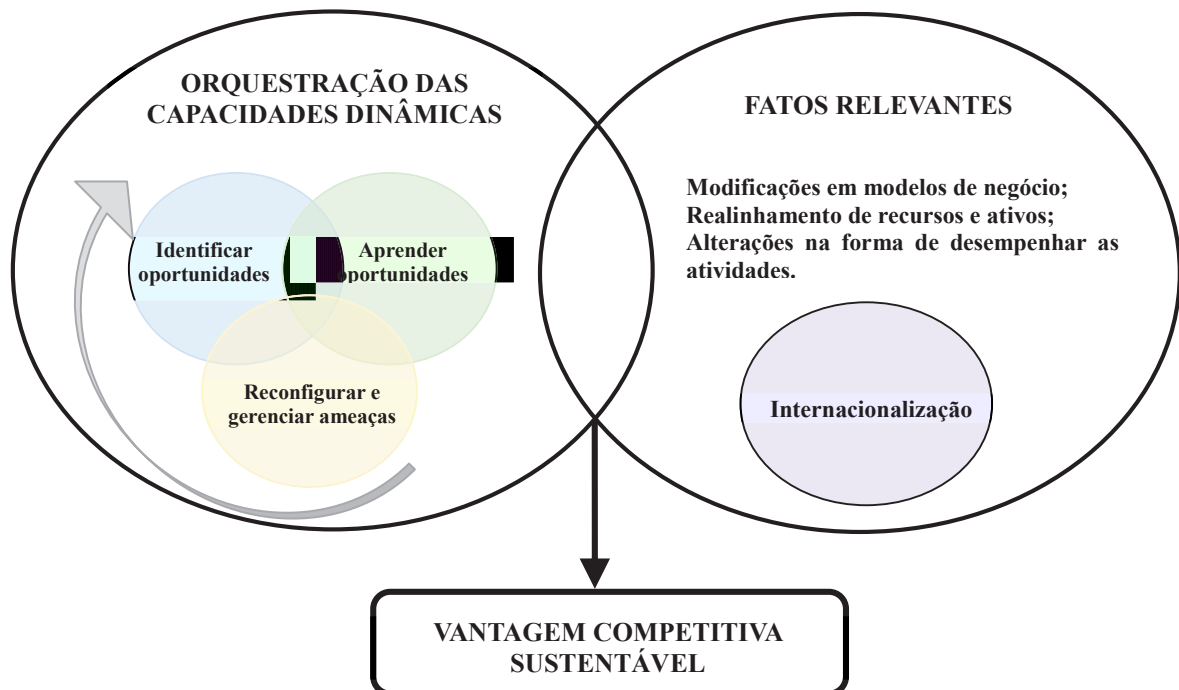 ORQUESTRAÇÃO DAS
CAPACIDADES DINÂMICAS
Identificar
oportunidades
Aprender
oportunidades
Reconfigurar e
gerenciar ameaças
FATOS RELEVANTES
Modificações em modelos de negócio;
Realinhamento de recursos e ativos;
Alterações na forma de desempenhar as
atividades.
Internacionalização
VANTAGEM COMPETITIVA
SUSTENTÁVEL